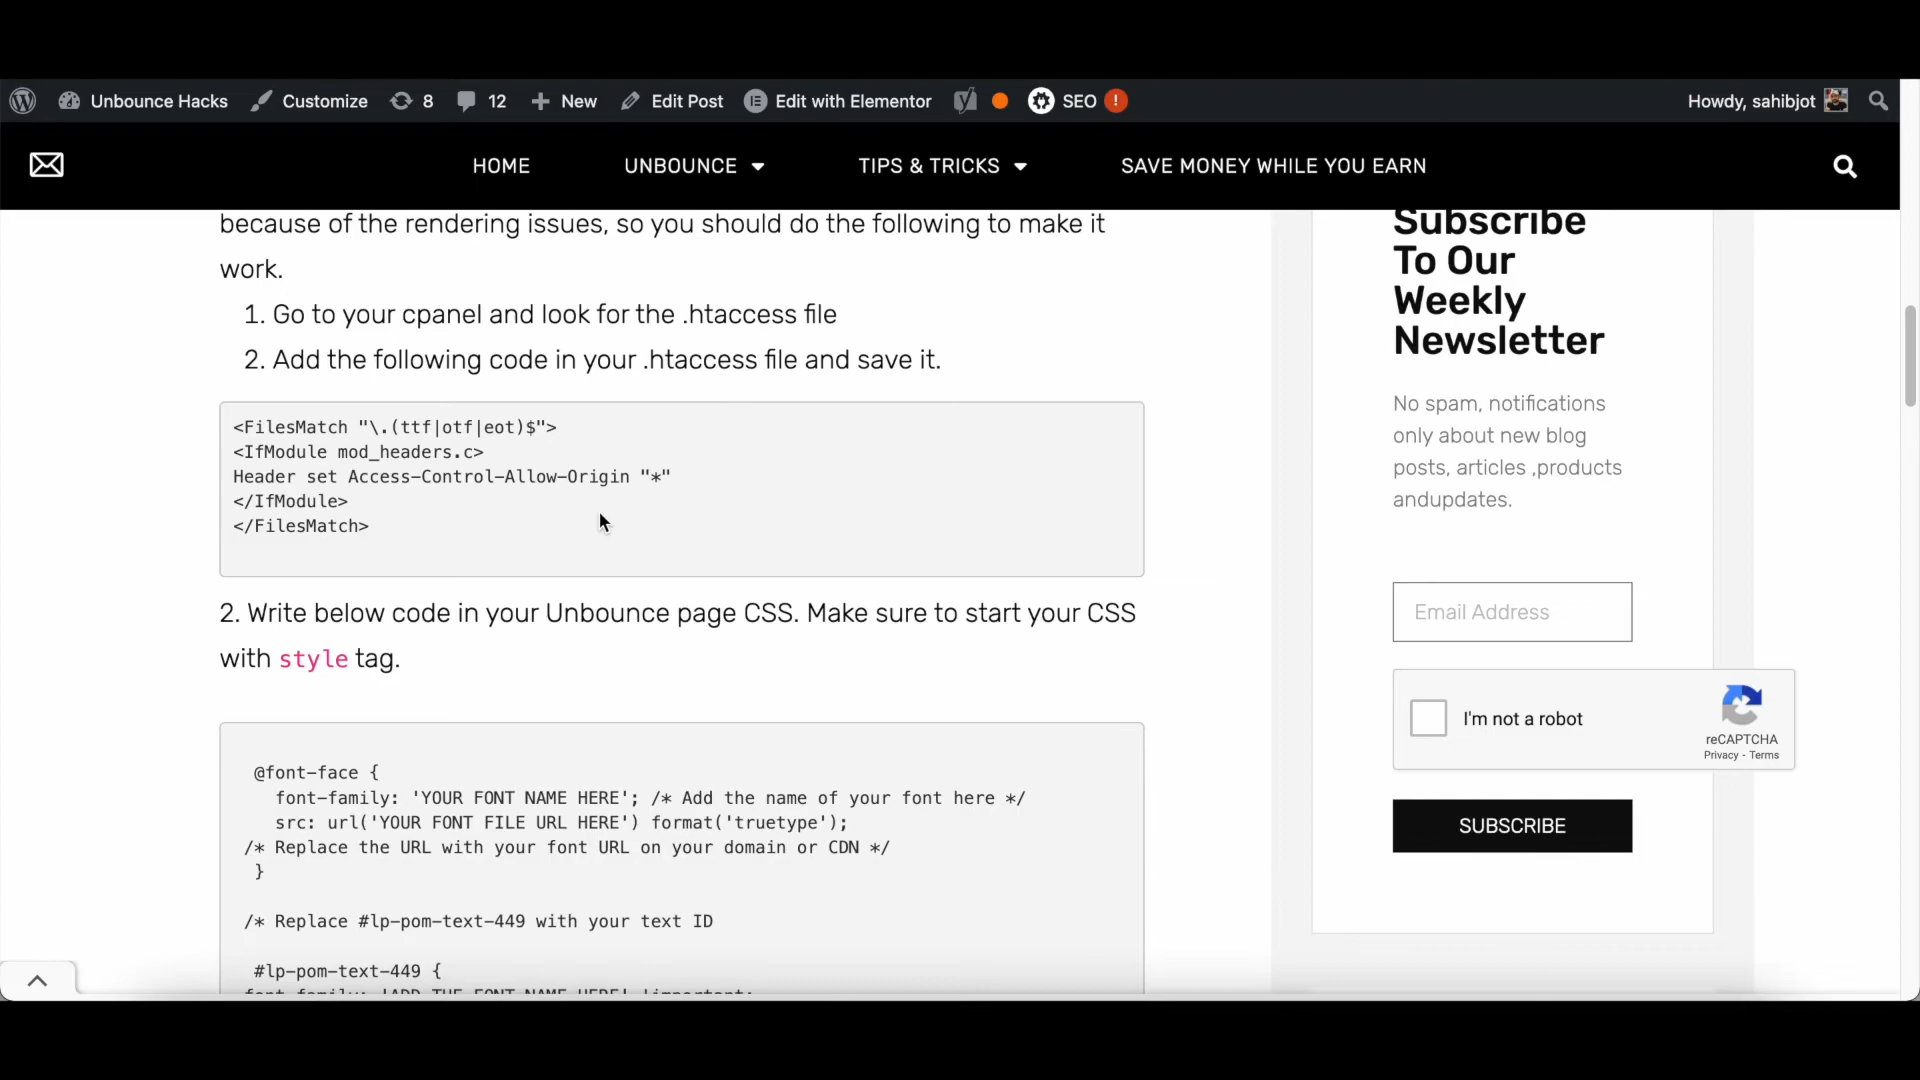 Unbounce Hacks Customize 8 12 New Edit Post Edit with Elementor SEO ! Howdy, sahibjot
HOME UNBOUNCE TIPS & TRICKS SAVE MONEY WHILE YOU EARN
because of the rendering issues, so you should do the following to make it
work.
1. Go to your cpanel and look for the .htaccess file
2. Add the following code in your .htaccess file and save it.
<FilesMatch "\.(ttf|otf|eot)$">
<IfModule mod_headers.c>
Header set Access-Control-Allow-Origin "*"
</IfModule>
</FilesMatch>
2. Write below code in your Unbounce page CSS. Make sure to start your CSS
with style tag.
@font-face {
font-family: 'YOUR FONT NAME HERE'; /* Add the name of your font here */
src: url('YOUR FONT FILE URL HERE') format('truetype');
/* Replace the URL with your font URL on your domain or CDN */
}
/* Replace #lp-pom-text-449 with your text ID
#lp-pom-text-449 {
font-family: 'ADD THE FONT NAME HERE' !important;
Subscribe
To Our
Weekly
Newsletter
No spam, notifications
only about new blog
posts, articles ,products
andupdates.
Email Address
I'm not a robot
reCAPTCHA
Privacy - Terms
SUBSCRIBE